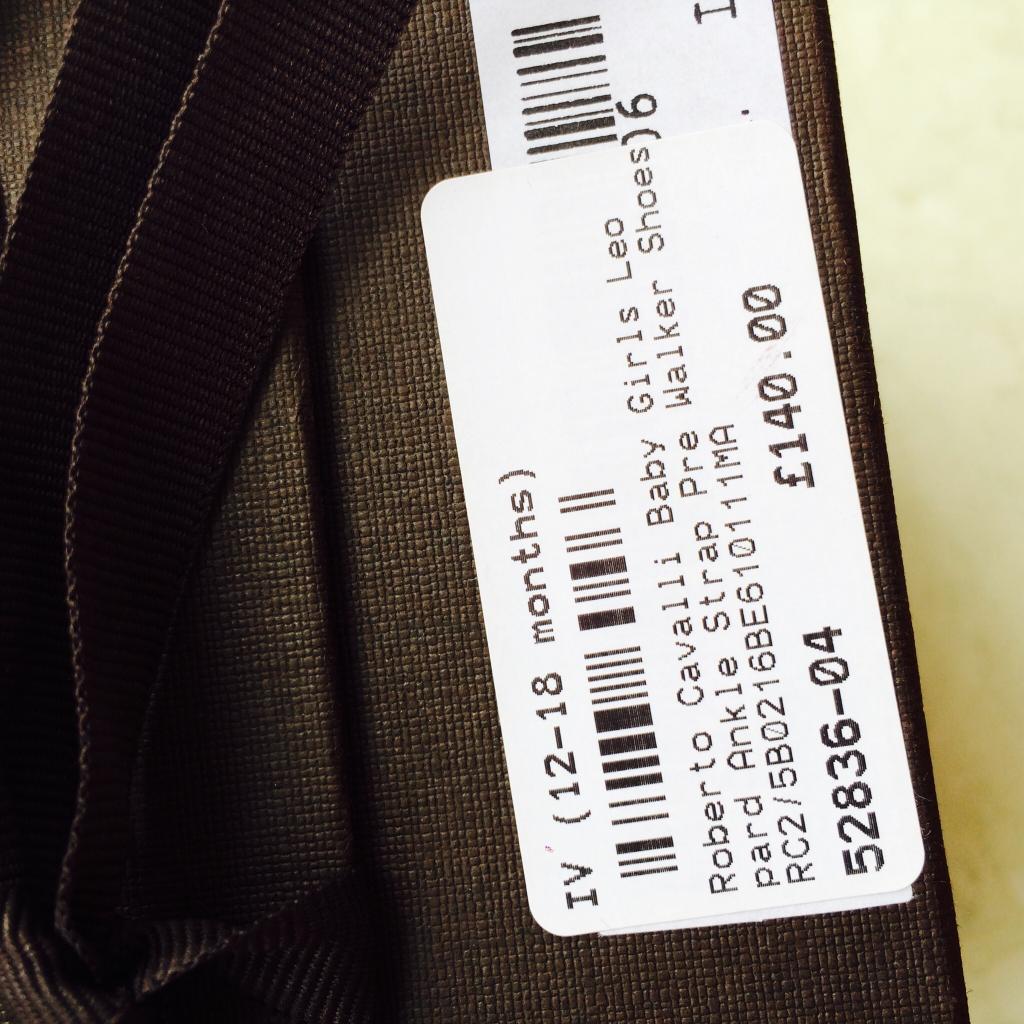 IV (12-18 months)
Roberto Cavalli Baby Girls Leo
pard Ankle Strap Pre Walker Shoes
RC2/5B0216BE6101111MA
52836-04 £140.00
)6